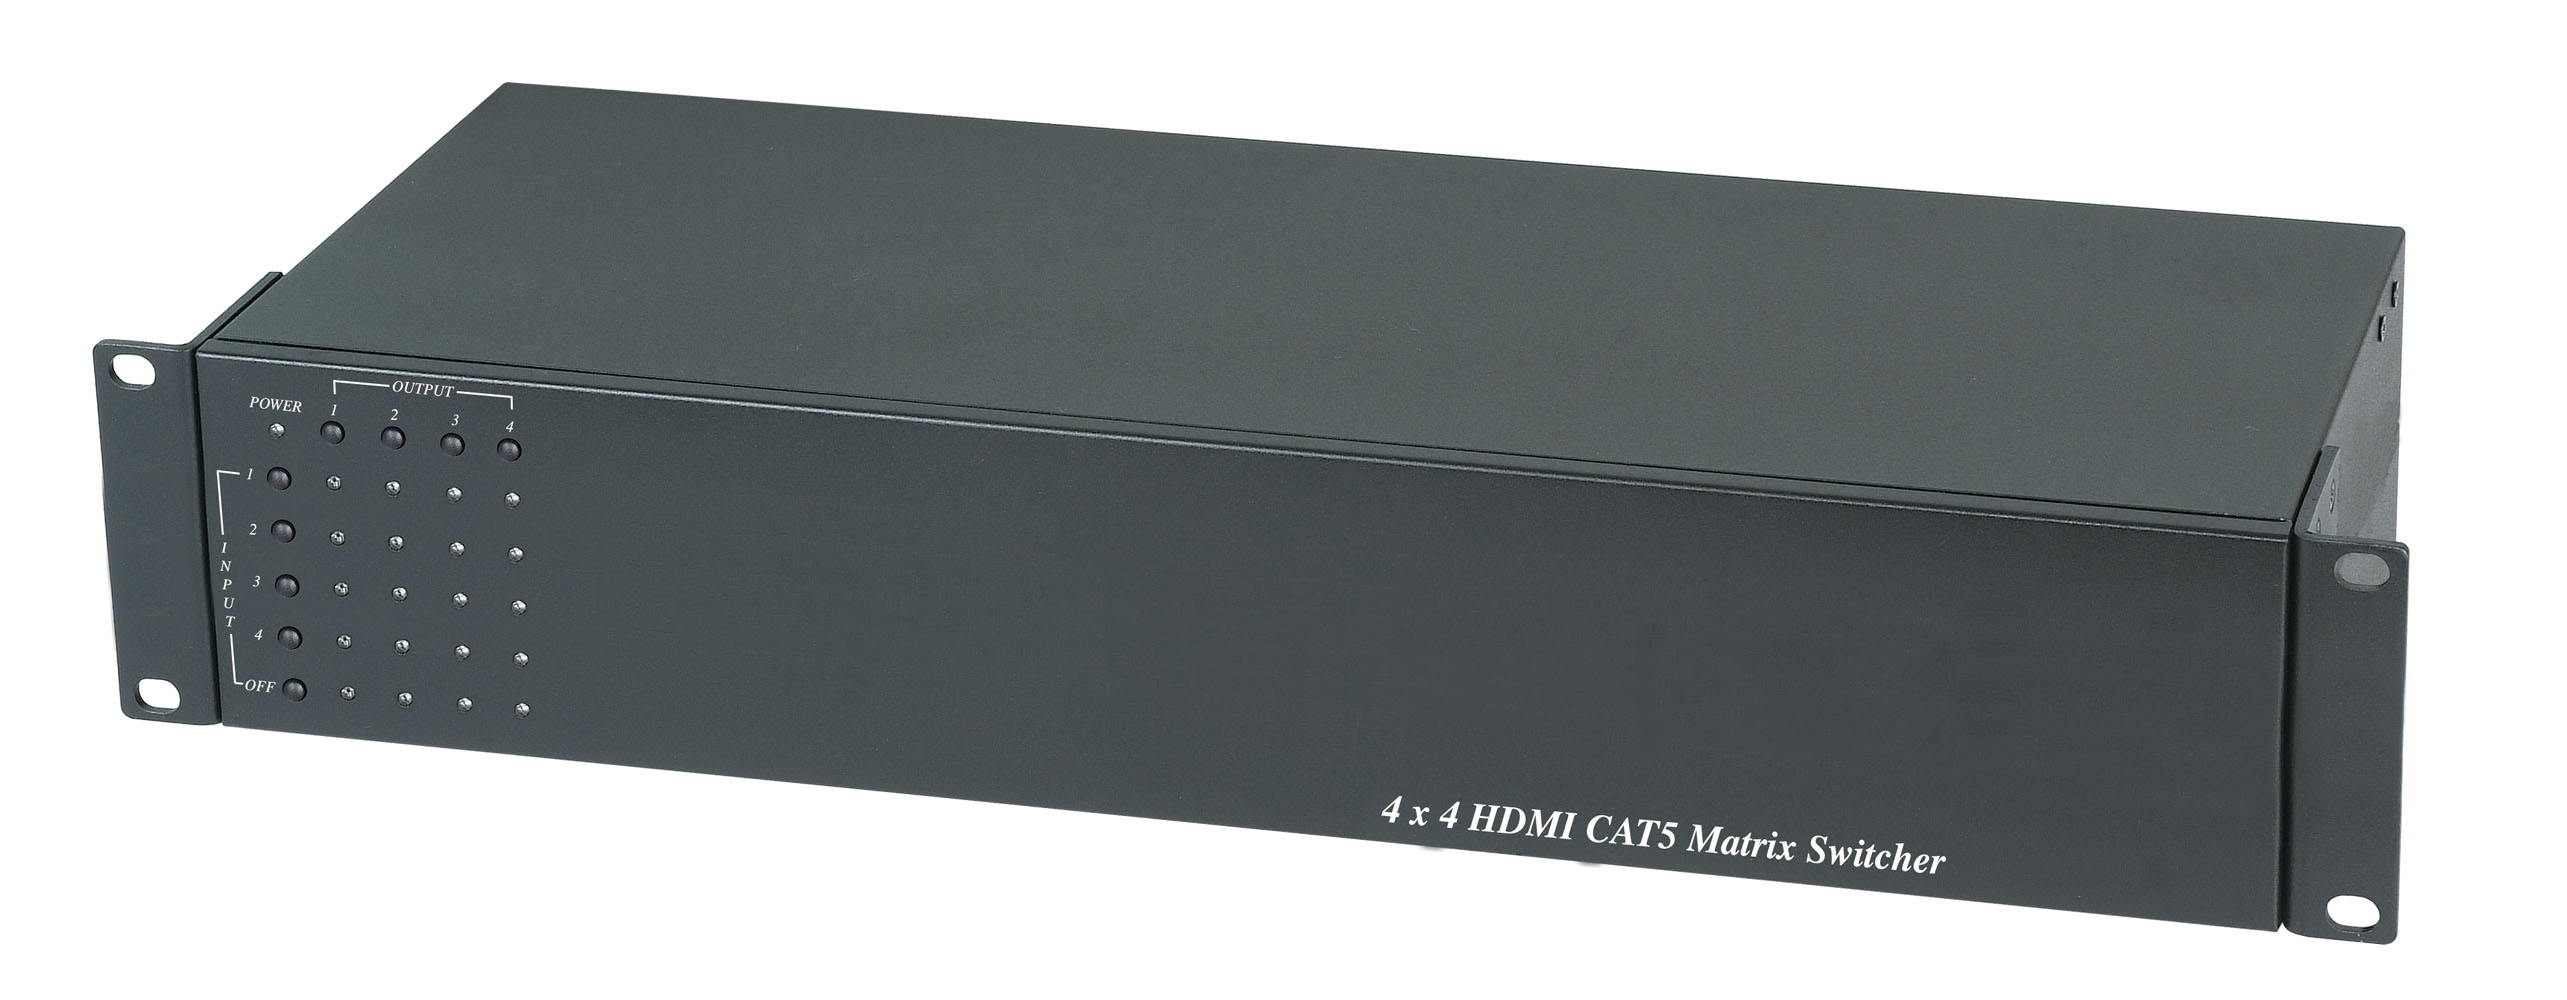 OUTPUT
POWER 1 2 3 4
1
2
INPUT
3
4
OFF
4 x 4 HDMI CAT5 Matrix Switcher